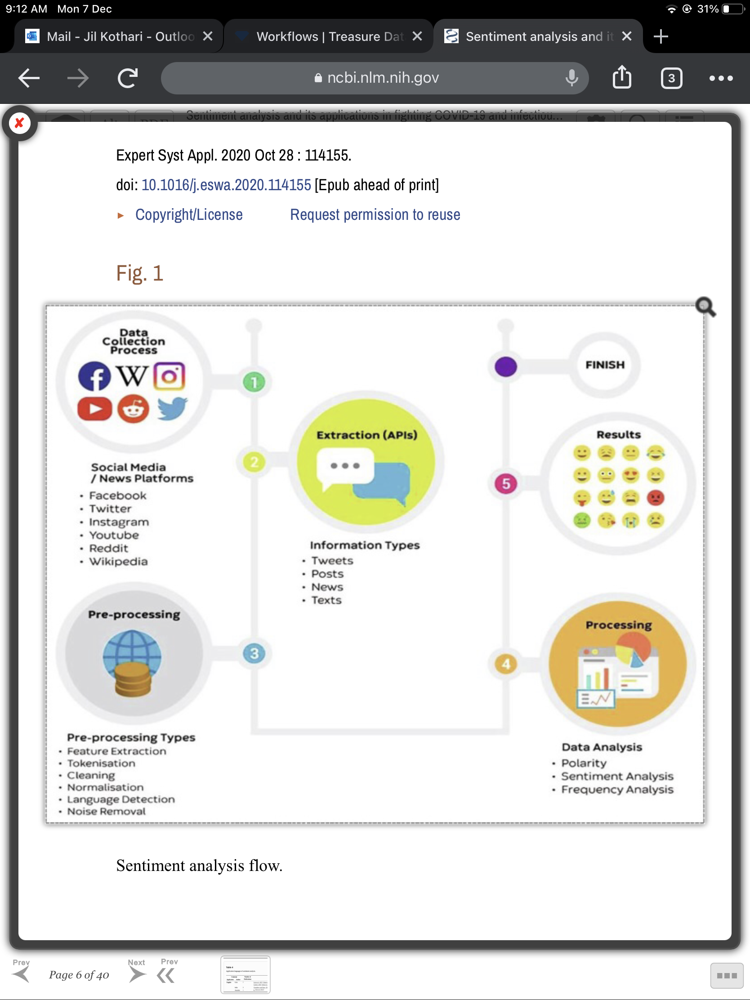 9:12 AM Mon 7 Dec
31%
Mail - Jil Kothari - Outloo
Workflows | Treasure Dat
Sentiment analysis and it
ncbi.nlm.nih.gov
3
Sentiment analysis and its applications in fighting COVID-19 and infectiou...
Expert Syst Appl. 2020 Oct 28 : 114155.
doi: 10.1016/j.eswa.2020.114155 [Epub ahead of print]
Copyright/License Request permission to reuse
Fig. 1
Data
Collection
Process
W
1
Social Media
/ News Platforms
• Facebook
• Twitter
• Instagram
• Youtube
• Reddit
• Wikipedia
2
Extraction (APIs)
Information Types
• Tweets
• Posts
• News
• Texts
Pre-processing
3
Pre-processing Types
• Feature Extraction
• Tokenisation
• Cleaning
• Normalisation
• Language Detection
• Noise Removal
FINISH
Results
5
Processing
4
Data Analysis
• Polarity
• Sentiment Analysis
• Frequency Analysis
Sentiment analysis flow.
Prev
Page 6 of 40
Next
Prev
Table 4